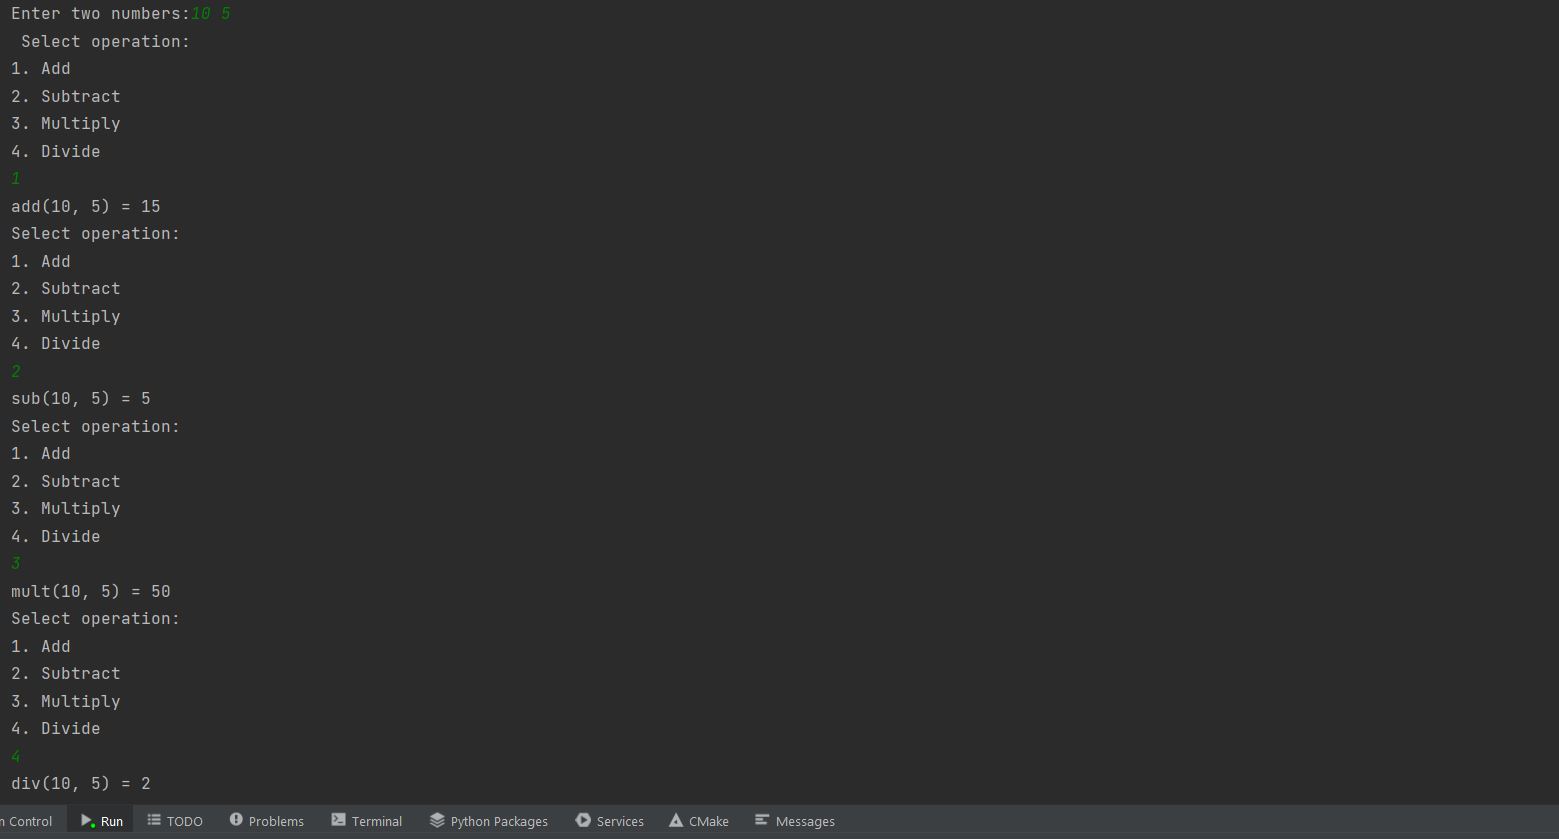 Enter two numbers:10 5
Select operation:
1. Add
2. Subtract
3. Multiply
4. Divide
1
add(10, 5) = 15
Select operation:
1. Add
2. Subtract
3. Multiply
4. Divide
2
sub(10, 5) = 5
Select operation:
1. Add
2. Subtract
3. Multiply
4. Divide
3
mult(10, 5) = 50
Select operation:
1. Add
2. Subtract
3. Multiply
4. Divide
4
div(10, 5) = 2
n Control Run TODO Problems Terminal Python Packages Services CMake Messages